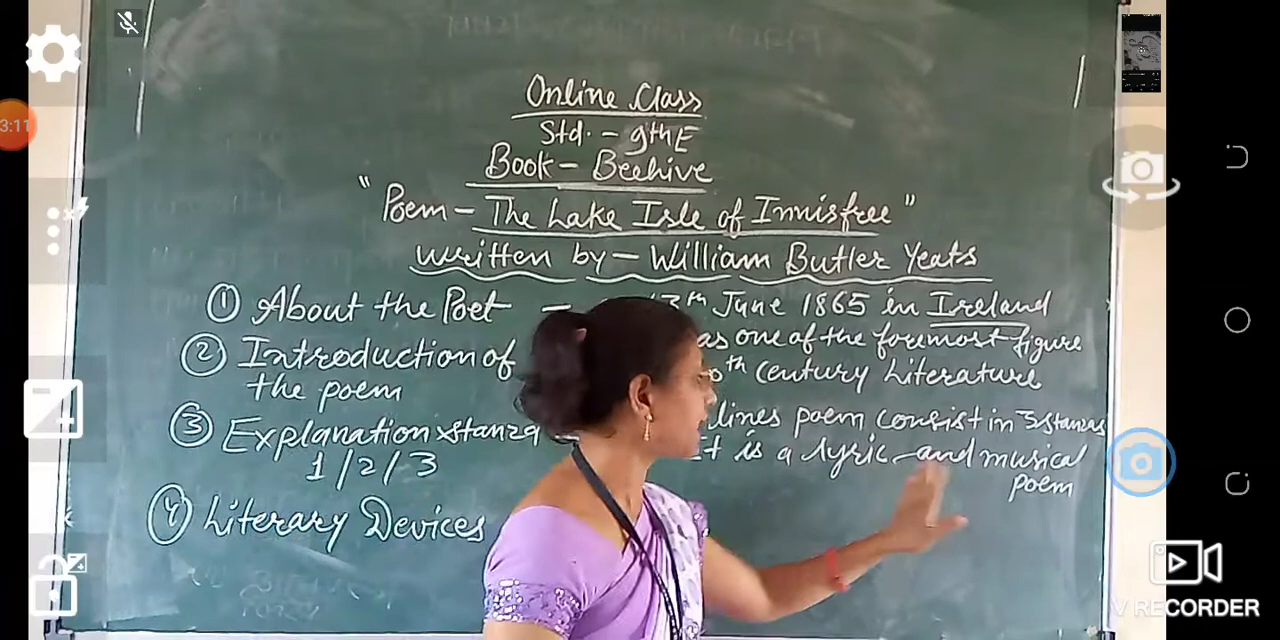 Online Class
Std. - 9th E
Book - Beehive
"Poem - The Lake Isle of Innisfree"
written by - William Butler Yeats
① About the Poet - 13th June 1865 in Ireland
② Introduction of as one of the foremost figure
the poem 0th century Literature
③ Explanation stanza - lines poem consist in 3 stanzas
1/2/3 It is a lyric and musical
poem
④ Literary Devices
3:11
V RECORDER